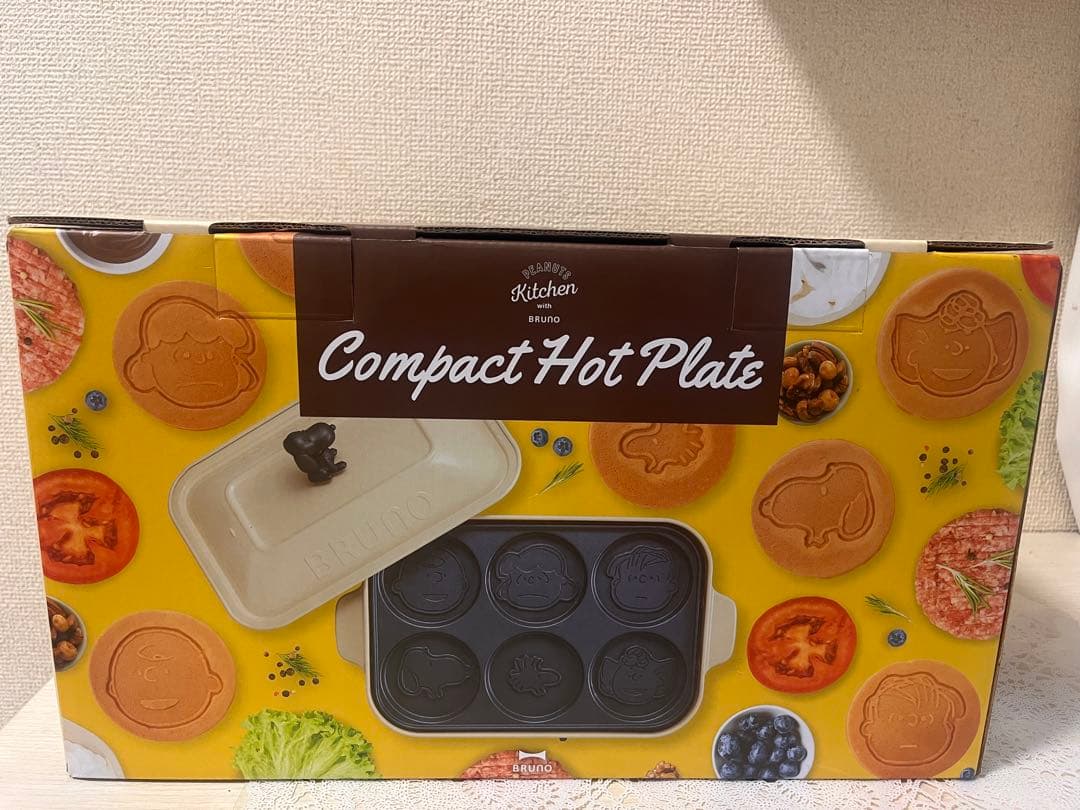 PEANUTS
Kitchen
with
BRUNO
Compact Hot Plate
BRUNO
BRUNO